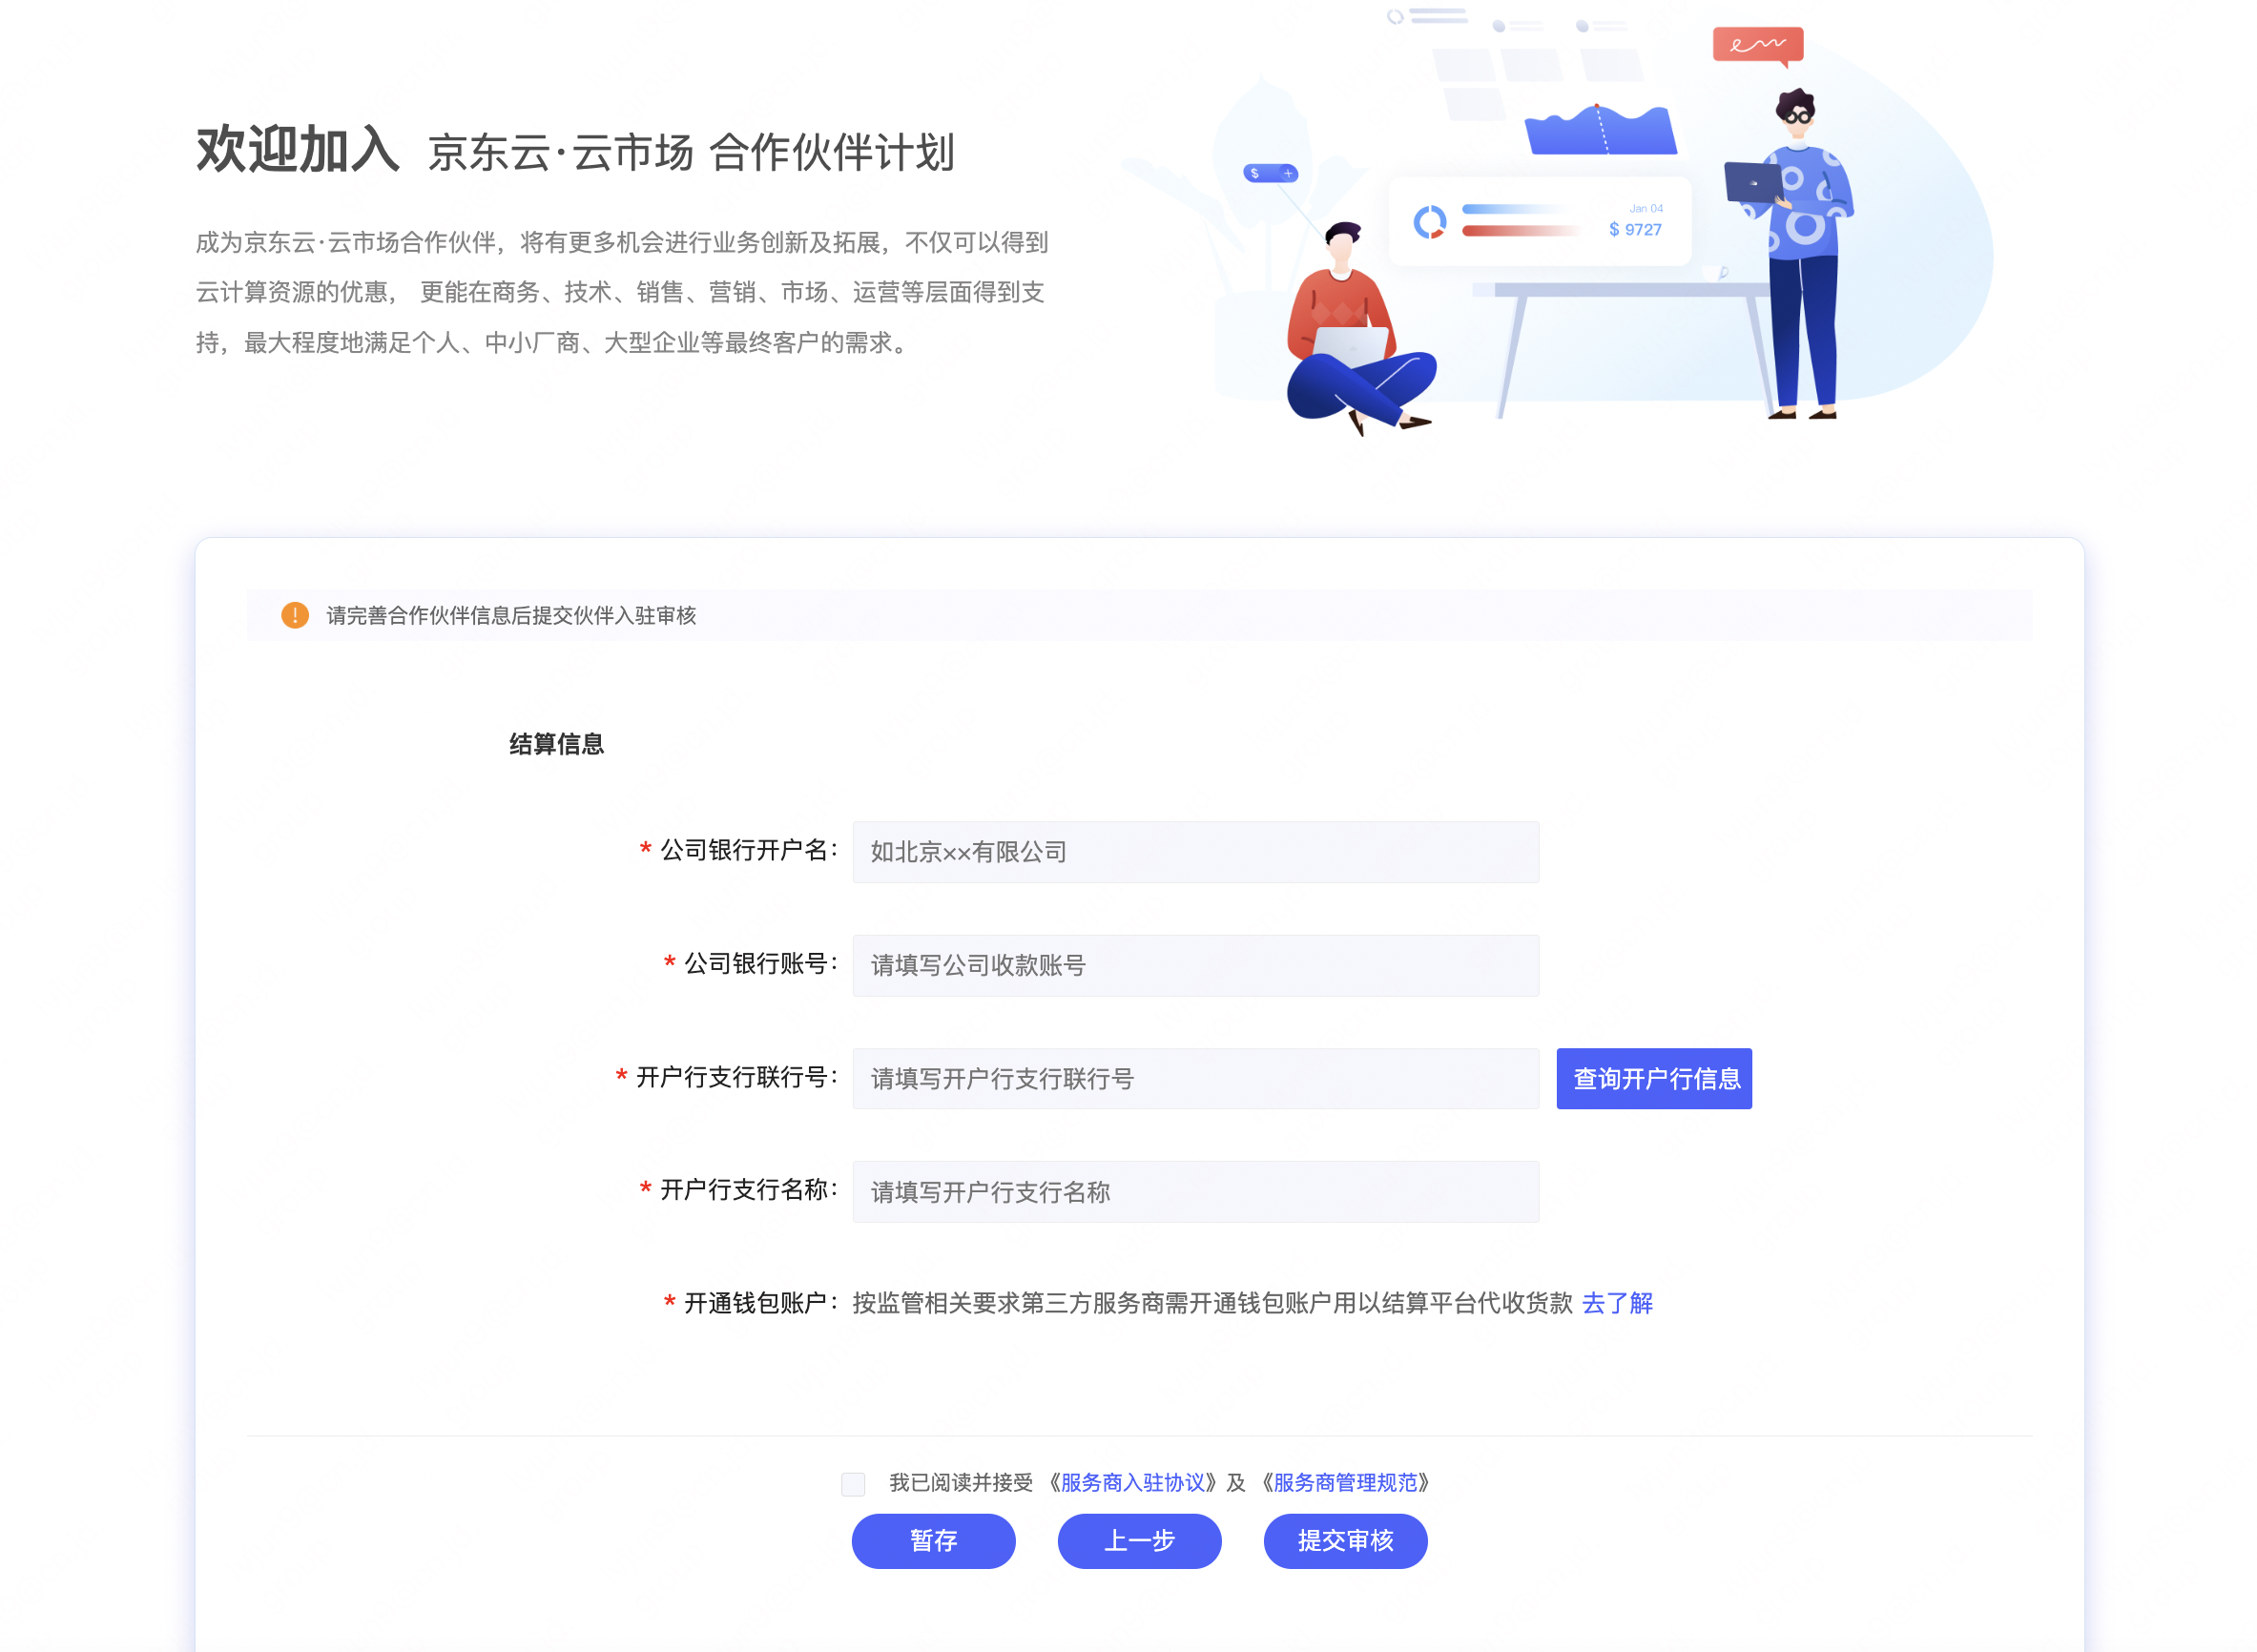 欢迎加入 京东云·云市场 合作伙伴计划
成为京东云·云市场合作伙伴，将有更多机会进行业务创新及拓展，不仅可以得到
云计算资源的优惠， 更能在商务、技术、销售、营销、市场、运营等层面得到支
持，最大程度地满足个人、中小厂商、大型企业等最终客户的需求。
$ +
Jan 04
$ 9727
! 请完善合作伙伴信息后提交伙伴入驻审核
结算信息
* 公司银行开户名： 如北京××有限公司
* 公司银行账号： 请填写公司收款账号
* 开户行支行联行号： 请填写开户行支行联行号 查询开户行信息
* 开户行支行名称： 请填写开户行支行名称
* 开通钱包账户： 按监管相关要求第三方服务商需开通钱包账户用以结算平台代收货款 去了解
我已阅读并接受 《服务商入驻协议》及 《服务商管理规范》
暂存 上一步 提交审核